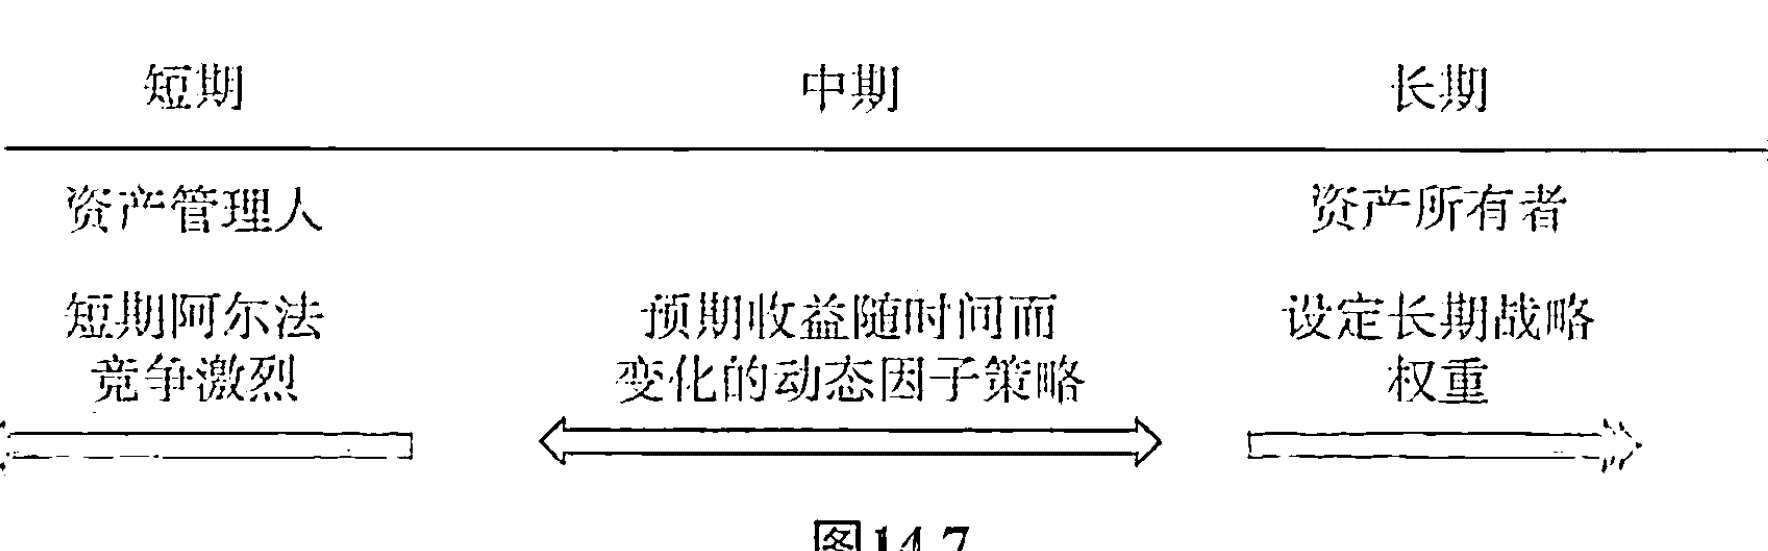 短期 中期 长期
资产管理人 资产所有者
短期阿尔法 预期收益随时间而 设定长期战略
竞争激烈 变化的动态因子策略 权重
图14.7